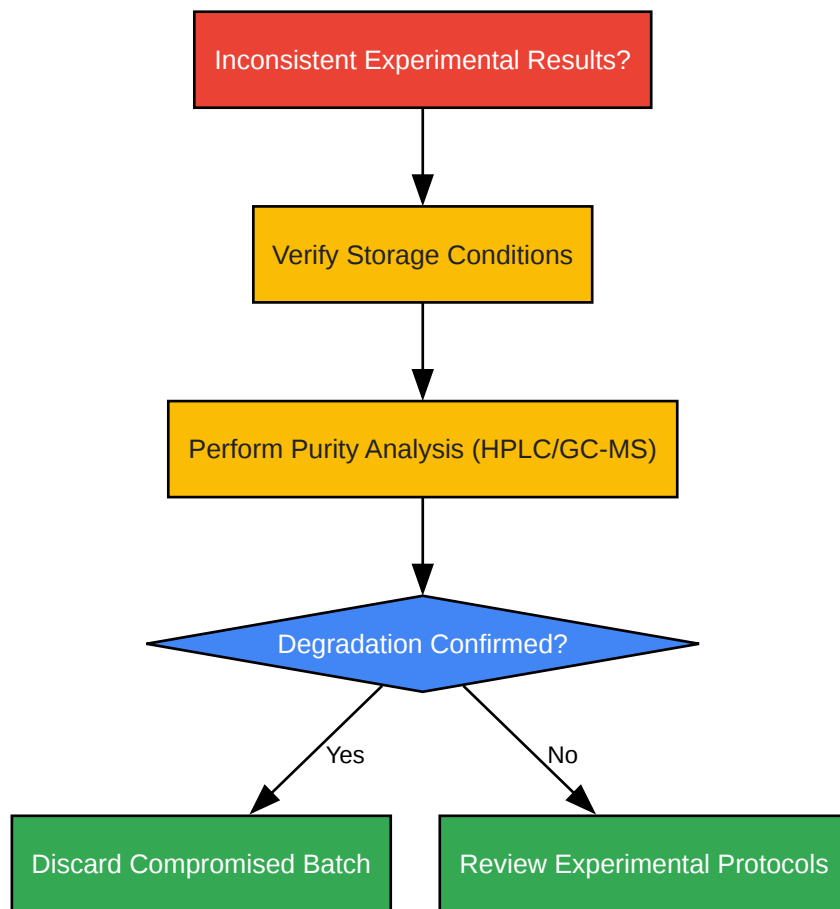 Inconsistent Experimental Results?
Verify Storage Conditions
Perform Purity Analysis (HPLC/GC-MS)
Degradation Confirmed?
Yes
No
Discard Compromised Batch
Review Experimental Protocols